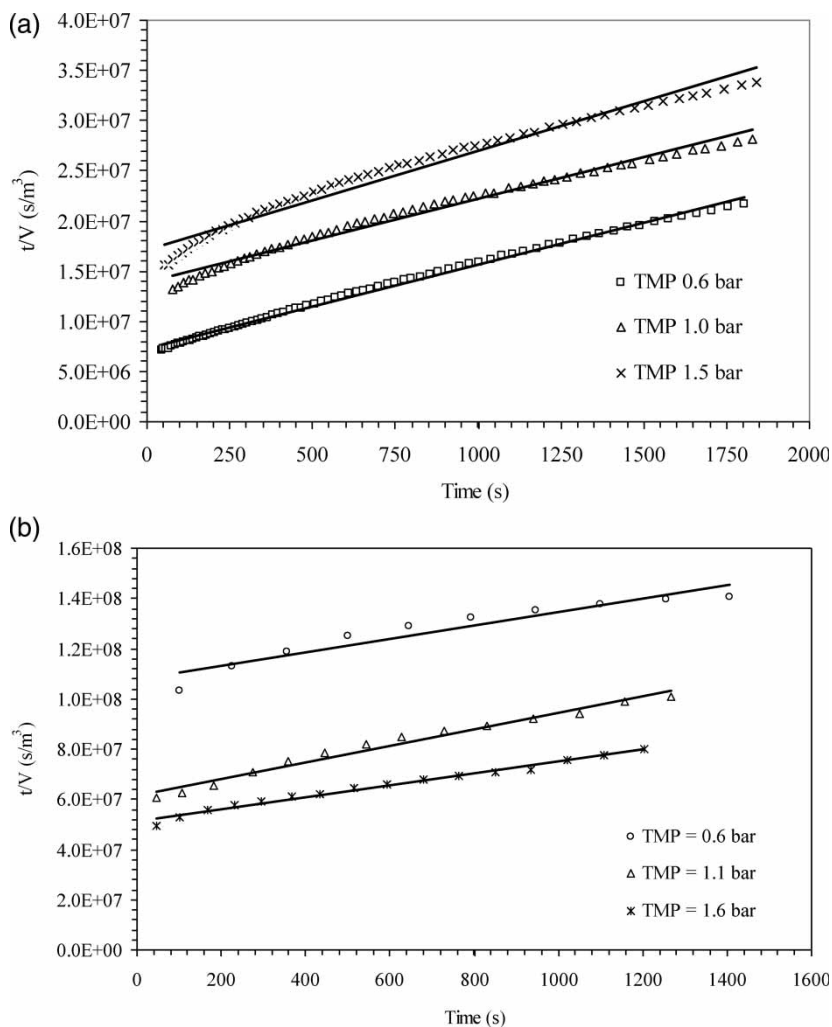 (a)
4.0E+07
3.5E+07
3.0E+07
2.5E+07
2.0E+07
1.5E+07
1.0E+07
5.0E+06
0.0E+00
t/V (s/m³)
TMP 0.6 bar
TMP 1.0 bar
TMP 1.5 bar
0 250 500 750 1000 1250 1500 1750 2000
Time (s)
(b)
1.6E+08
1.4E+08
1.2E+08
1.0E+08
8.0E+07
6.0E+07
4.0E+07
2.0E+07
0.0E+00
t/V (s/m³)
TMP = 0.6 bar
TMP = 1.1 bar
TMP = 1.6 bar
0 200 400 600 800 1000 1200 1400 1600
Time (s)